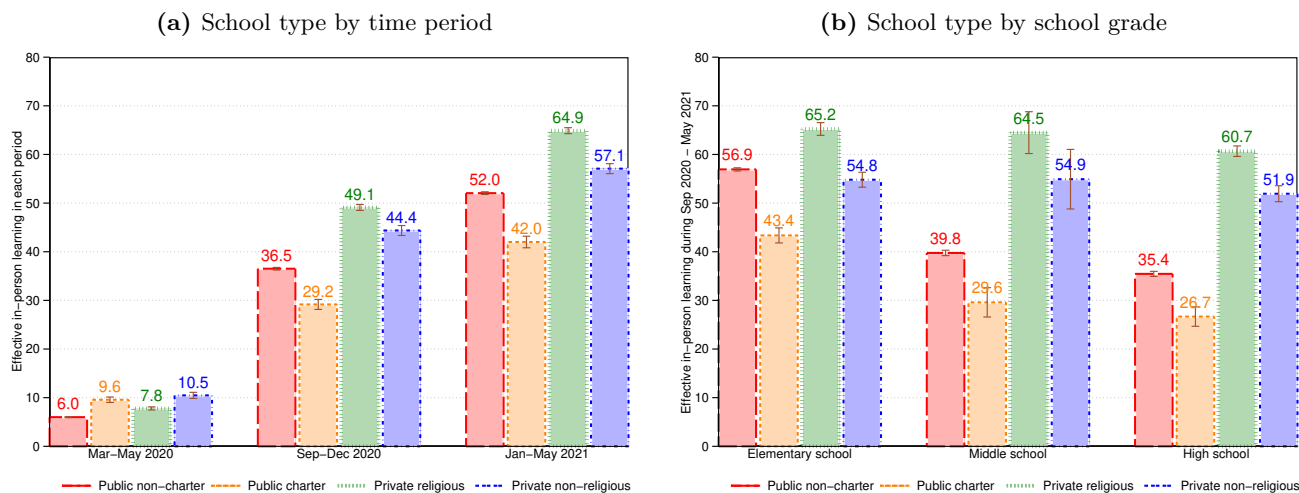 (a) School type by time period
Effective in-person learning in each period
80
70
60
50
40
30
20
10
0
6.0
9.6
7.8
10.5
36.5
29.2
49.1
44.4
52.0
42.0
64.9
57.1
Mar–May 2020
Sep–Dec 2020
Jan–May 2021
Public non–charter
Public charter
Private religious
Private non–religious
(b) School type by school grade
Effective in-person learning during Sep 2020 – May 2021
80
70
60
50
40
30
20
10
0
56.9
43.4
65.2
54.8
39.8
29.6
64.5
54.9
35.4
26.7
60.7
51.9
Elementary school
Middle school
High school
Public non–charter
Public charter
Private religious
Private non–religious